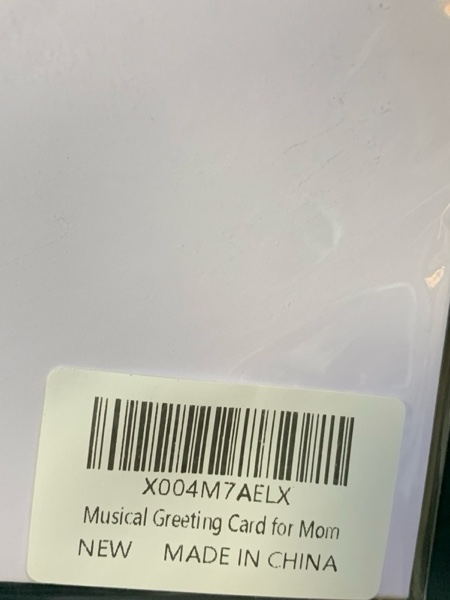 X004M7AELX
Musical Greeting Card for Mom
NEW MADE IN CHINA